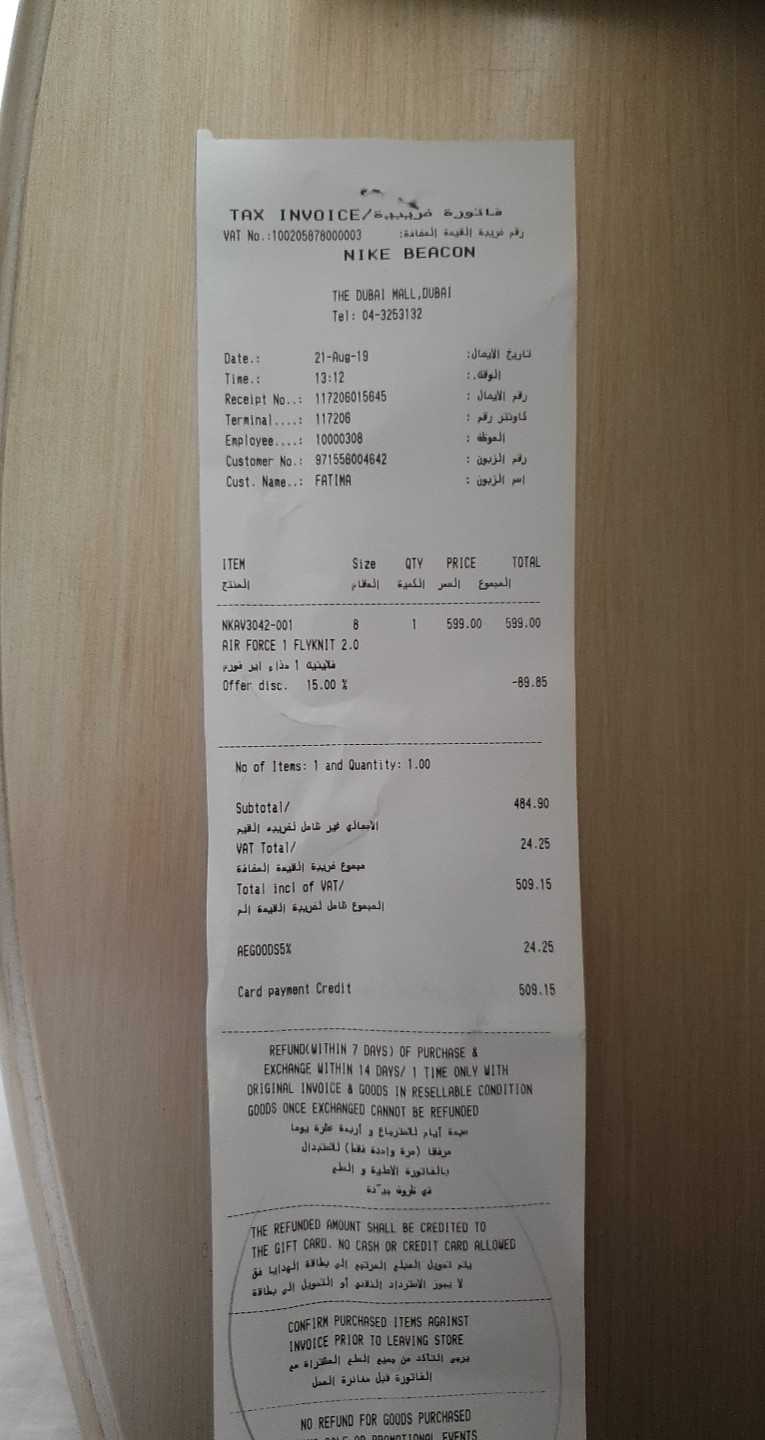 TAX INVOICE/فاتورة ضريبية
VAT No.:100205878000003 رقم ضريبة القيمة المضافة:
NIKE BEACON
THE DUBAI MALL,DUBAI
Tel: 04-3253132
Date.: 21-Aug-19 تاريخ الأيصال:
Time.: 13:12 الوقت.:
Receipt No..: 117206015645 رقم الأيصال :
Terminal....: 117206 كاونتر رقم :
Employee....: 10000308 الموظف :
Customer No.: 971556004642 رقم الزبون :
Cust. Name..: FATIMA اسم الزبون :
ITEM Size QTY PRICE TOTAL
المنتج المقاس الكمية السعر المجموع
NKAV3042-001 8 1 599.00 599.00
AIR FORCE 1 FLYKNIT 2.0
فلاينيت 1 حذاء اير فورس
Offer disc. 15.00 % -89.85
No of Items: 1 and Quantity: 1.00
Subtotal/ 484.90
الأجمالي غير شامل لضريبه القيم
VAT Total/ 24.25
مجموع ضريبة القيمة المضافة
Total incl of VAT/ 509.15
المجموع شامل لضريبة القيمة الم
AEGOODS5% 24.25
Card payment Credit 509.15
REFUND(WITHIN 7 DAYS) OF PURCHASE &
EXCHANGE WITHIN 14 DAYS/ 1 TIME ONLY WITH
ORIGINAL INVOICE & GOODS IN RESELLABLE CONDITION
GOODS ONCE EXCHANGED CANNOT BE REFUNDED
سبعة أيام للاسترجاع و أربعة عشرة يوما
مرفقا (مرة واحدة فقط) للاستبدال
بالفاتورة الأصلية و السلع
في ظروف
THE REFUNDED AMOUNT SHALL BE CREDITED TO
THE GIFT CARD. NO CASH OR CREDIT CARD ALLOWED
يتم تحويل المبلغ المرتجع إلى بطاقة الهدايا فق
لا يجوز الاسترداد النقدي أو التحويل الى بطاقة
CONFIRM PURCHASED ITEMS AGAINST
INVOICE PRIOR TO LEAVING STORE
يرجى التأكد من جميع السلع المشتراة مع
الفاتورة قبل مغادرة المحل
NO REFUND FOR GOODS PURCHASED
SALE OR PROMOTIONAL EVENTS